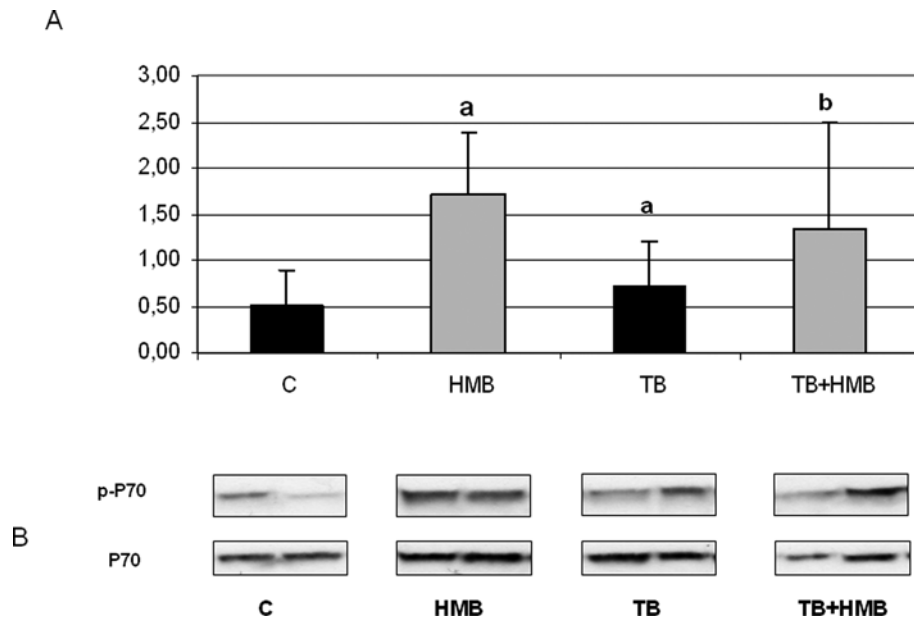 A
3,00
2,50
2,00
1,50
1,00
0,50
0,00
a
a
b
C HMB TB TB+HMB
p-P70
B
P70
C HMB TB TB+HMB